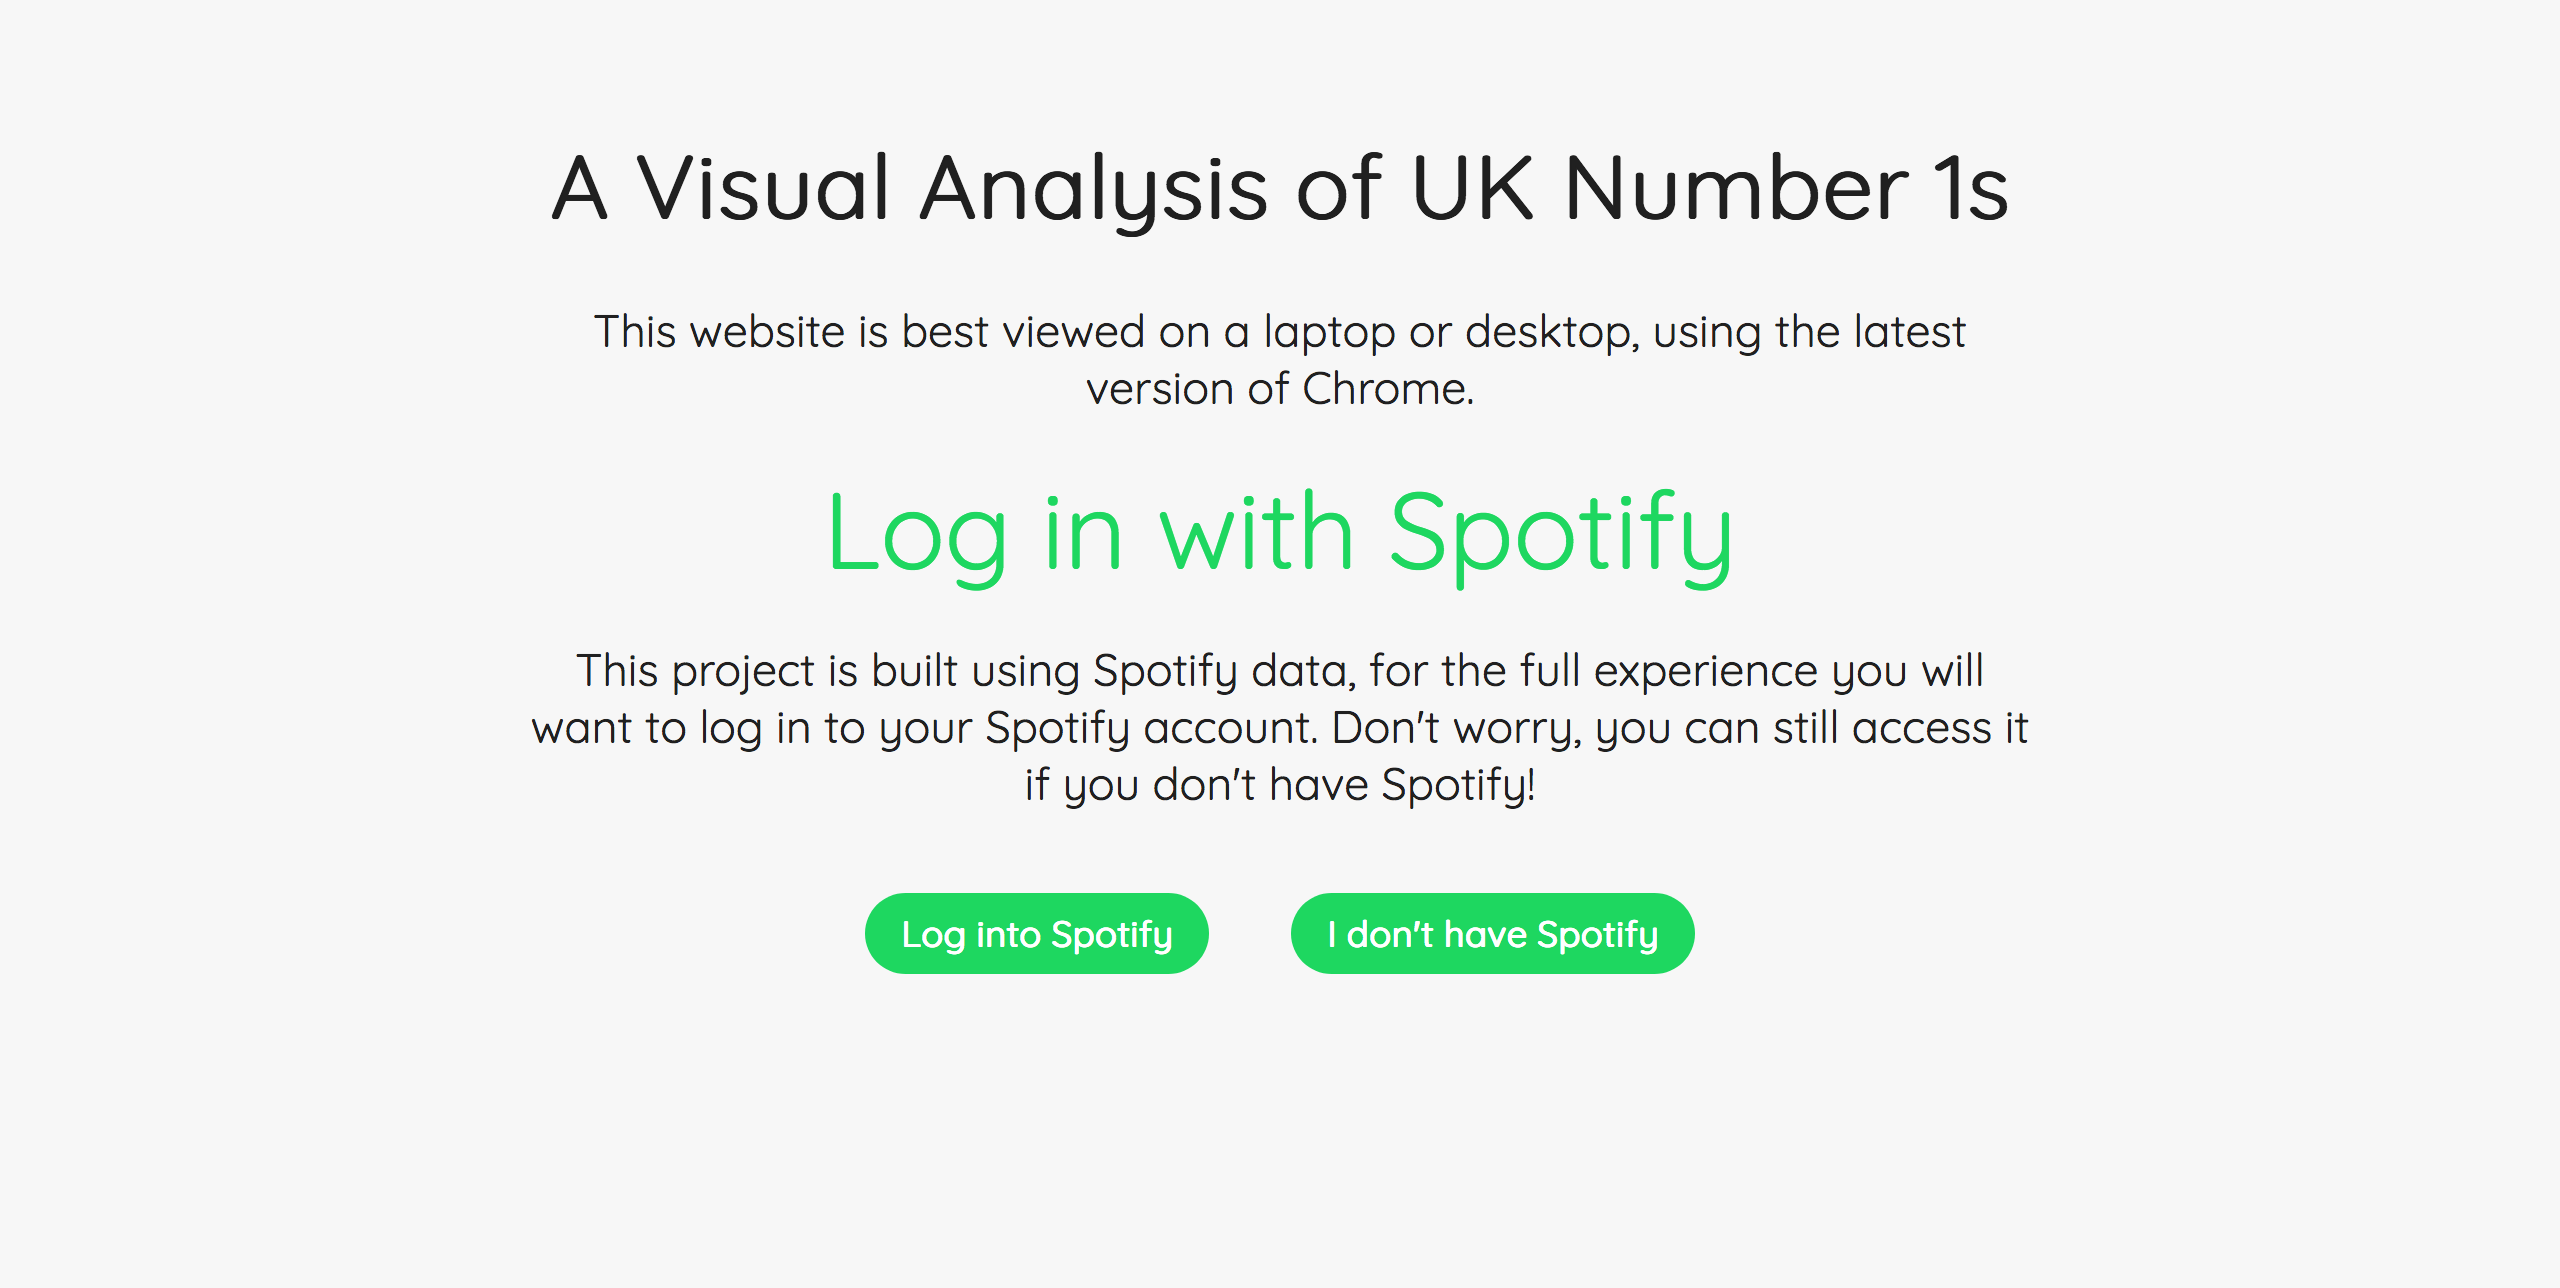 A Visual Analysis of UK Number 1s
This website is best viewed on a laptop or desktop, using the latest
version of Chrome.
Log in with Spotify
This project is built using Spotify data, for the full experience you will
want to log in to your Spotify account. Don't worry, you can still access it
if you don't have Spotify!
Log into Spotify
I don't have Spotify